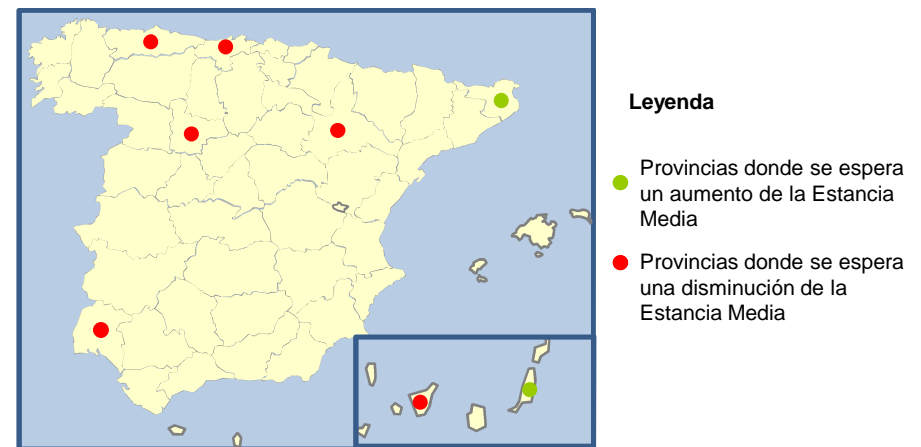 Leyenda
Provincias donde se espera
un aumento de la Estancia
Media
Provincias donde se espera
una disminución de la
Estancia Media